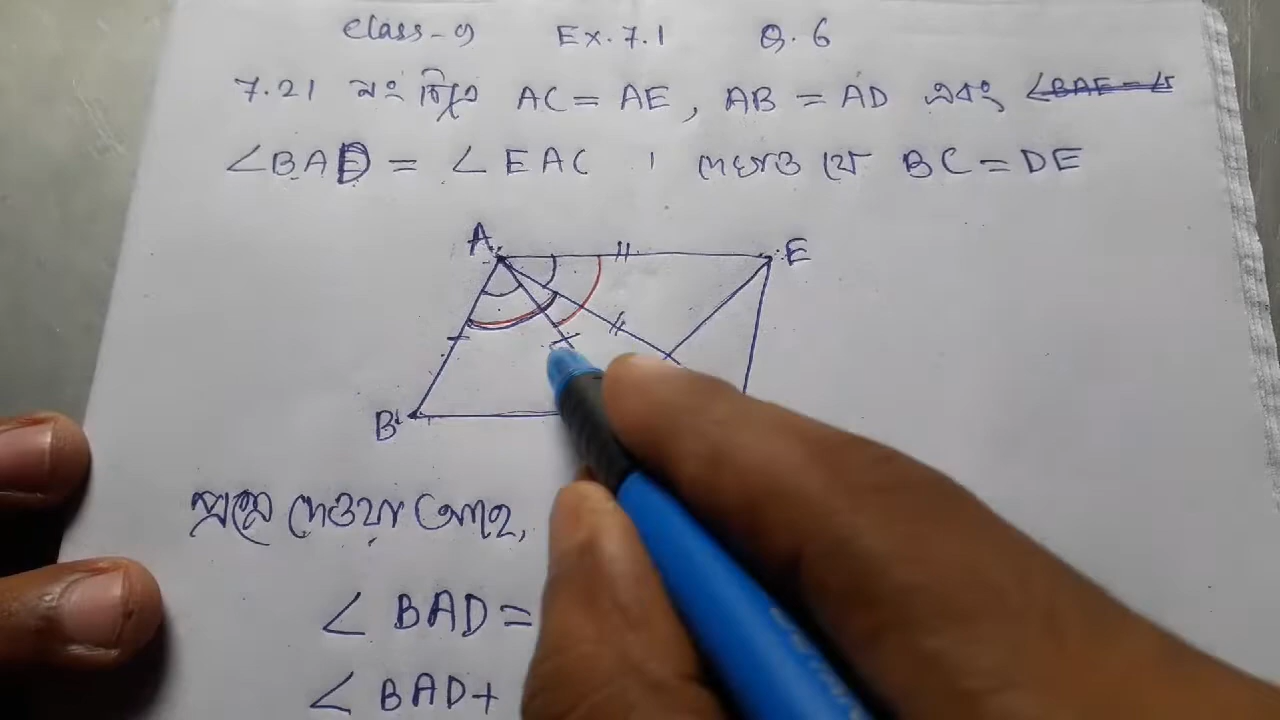 Class-9 Ex.7.1 Q.6
7.21 নং চিত্রে AC = AE, AB = AD এবং ∠BAE = ∠
∠BAD = ∠EAC । দেখাও যে BC = DE
A
E
B
প্রশ্নে দেওয়া আছে,
∠BAD =
∠BAD +